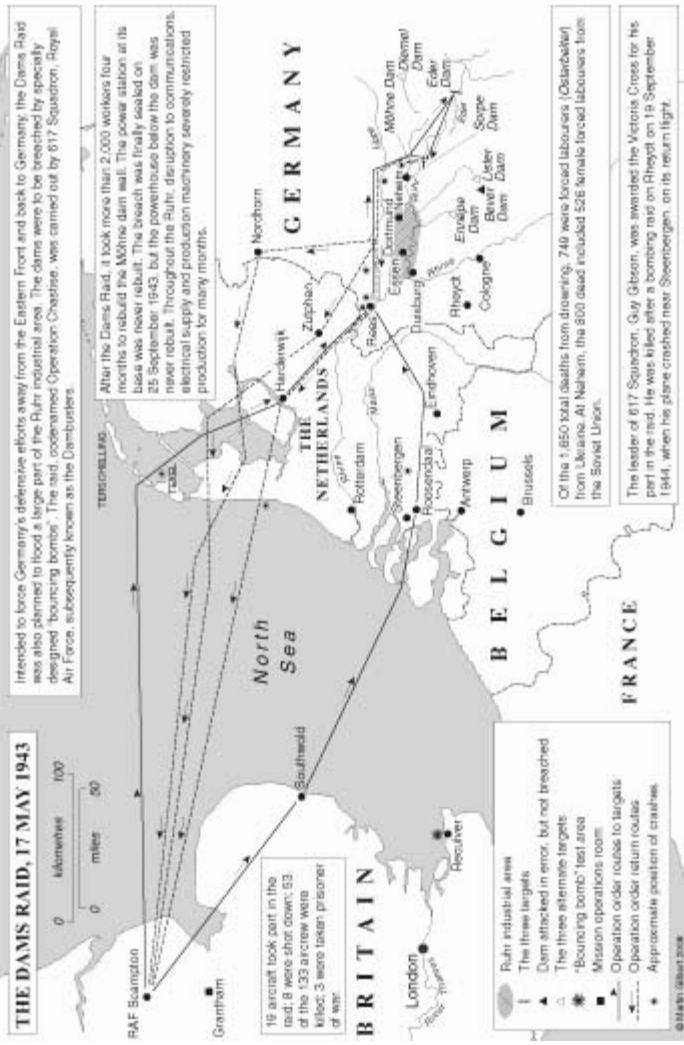 THE DAMS RAID, 17 MAY 1943
0 kilometres 100
0 miles 50
Intended to force Germany's defensive efforts away from the Eastern Front and back to Germany, the Dams Raid
was also planned to flood a large part of the Ruhr industrial area. The dams were to be breached by specially
designed "bouncing bombs". The raid, codenamed Operation Chastise, was carried out by 617 Squadron, Royal
Air Force, subsequently known as the Dambusters.
After the Dams Raid, it took more than 2,000 workers four
months to rebuild the Möhne dam wall. The power station at its
base was never rebuilt. The breach was finally sealed on
25 September 1943, but the powerhouse below the dam was
never rebuilt. Throughout the Ruhr, disruption to communications,
electrical supply and production machinery severely restricted
production for many months.
TERSCHELLING
TEXEL
RAF Scampton
Grantham
19 aircraft took part in the
raid; 8 were shot down; 53
of the 133 aircrew were
killed; 3 were taken prisoner
of war.
BRITAIN
London
River Thames
Reculver
Southwold
North
Sea
THE
NETHERLANDS
Harderwijk
Zutphen
Nordhorn
GERMANY
Rotterdam
Steenbergen
Roosendaal
Eindhoven
Antwerp
Brussels
BELGIUM
FRANCE
Maas
Rees
Lippe
Ruhr
Dortmund
Essen
Duisburg
Neheim
Möhne Dam
Diemel
Dam
Eder
Dam
Eder
Sorpe
Dam
Ennepe
Dam
Lister
Dam
Bever
Dam
Rhine
Rheydt
Cologne
Of the 1,650 total deaths from drowning, 749 were forced labourers (Ostarbeiter)
from Ukraine. At Neheim, the 800 dead included 526 female forced labourers from
the Soviet Union.
The leader of 617 Squadron, Guy Gibson, was awarded the Victoria Cross for his
part in the raid. He was killed after a bombing raid on Rheydt on 19 September
1944, when his plane crashed near Steenbergen, on its return flight.
Ruhr industrial area
The three targets
Dam attacked in error, but not breached
The three alternate targets
"Bouncing bomb" test area
Mission operations room
Operation order routes to targets
Operation order return routes
Approximate position of crashes
© Martin Gilbert